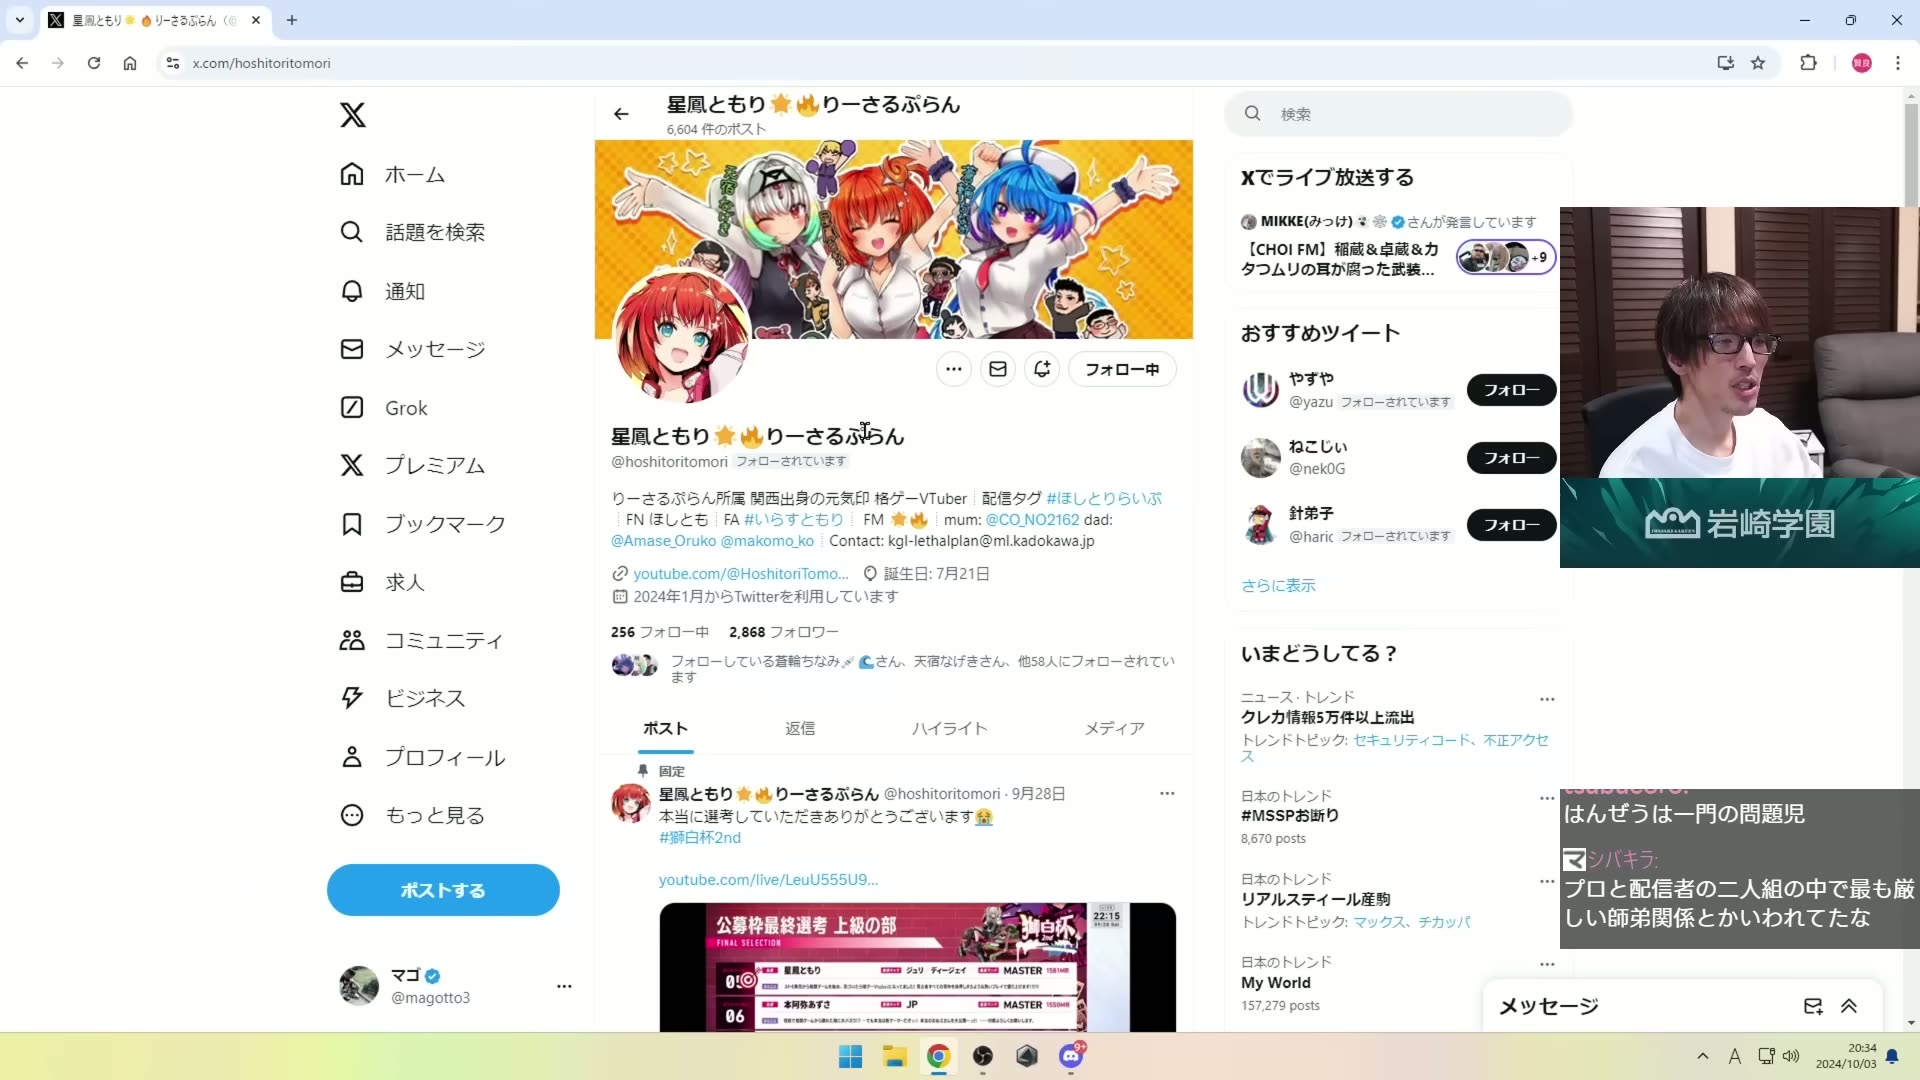 星鳳ともり🌟🔥りーさるぷらん（@
x.com/hoshitoritomori
賢良
ホーム
話題を検索
通知
メッセージ
Grok
プレミアム
ブックマーク
求人
コミュニティ
ビジネス
プロフィール
もっと見る
ポストする
マゴ
@magotto3
星鳳ともり🌟🔥りーさるぷらん
6,604 件のポスト
フォロー中
星鳳ともり🌟🔥りーさるぷらん
@hoshitoritomori フォローされています
りーさるぷらん所属 関西出身の元気印 格ゲーVTuber┊配信タグ #ほしとりらいぶ
┊FN ほしとも┊FA #いらすともり┊ FM 🌟🔥┊mum: @CO_NO2162 dad:
@Amase_Oruko @makomo_ko┊Contact: kgl-lethalplan@ml.kadokawa.jp
youtube.com/@HoshitoriTomo… 誕生日: 7月21日
2024年1月からTwitterを利用しています
256 フォロー中 2,868 フォロワー
フォローしている蒼輪ちなみ🌊さん、天宿なげきさん、他58人にフォローされてい
ます
ポスト 返信 ハイライト メディア
固定
星鳳ともり🌟🔥りーさるぷらん @hoshitoritomori · 9月28日
本当に選考していただきありがとうございます😭
#獅白杯2nd
youtube.com/live/LeuU555U9…
公募枠最終選考 上級の部
FINAL SELECTION
獅白杯
22:15
05 星鳳ともり ジュリ ディージェイ MASTER 1581MR
06 本阿弥あずさ JP MASTER 1550MR
検索
Xでライブ放送する
MIKKE(みっけ) さんが発言しています
【CHOI FM】稲蔵＆卓蔵＆カ
タつムリの耳が腐った武装...
+9
おすすめツイート
やずや
@yazu フォローされています
フォロー
ねこじぃ
@nek0G
フォロー
針弟子
@haric フォローされています
フォロー
さらに表示
いまどうしてる？
ニュース · トレンド
クレカ情報5万件以上流出
トレンドトピック: セキュリティコード、不正アクセ
ス
日本のトレンド
#MSSPお断り
8,670 posts
日本のトレンド
リアルスティール産駒
トレンドトピック: マックス、チカッパ
日本のトレンド
My World
157,279 posts
メッセージ
岩崎学園
はんぜうは一門の問題児
シバキラ:
プロと配信者の二人組の中で最も厳
しい師弟関係とかいわれてたな
9+
A
20:34
2024/10/03